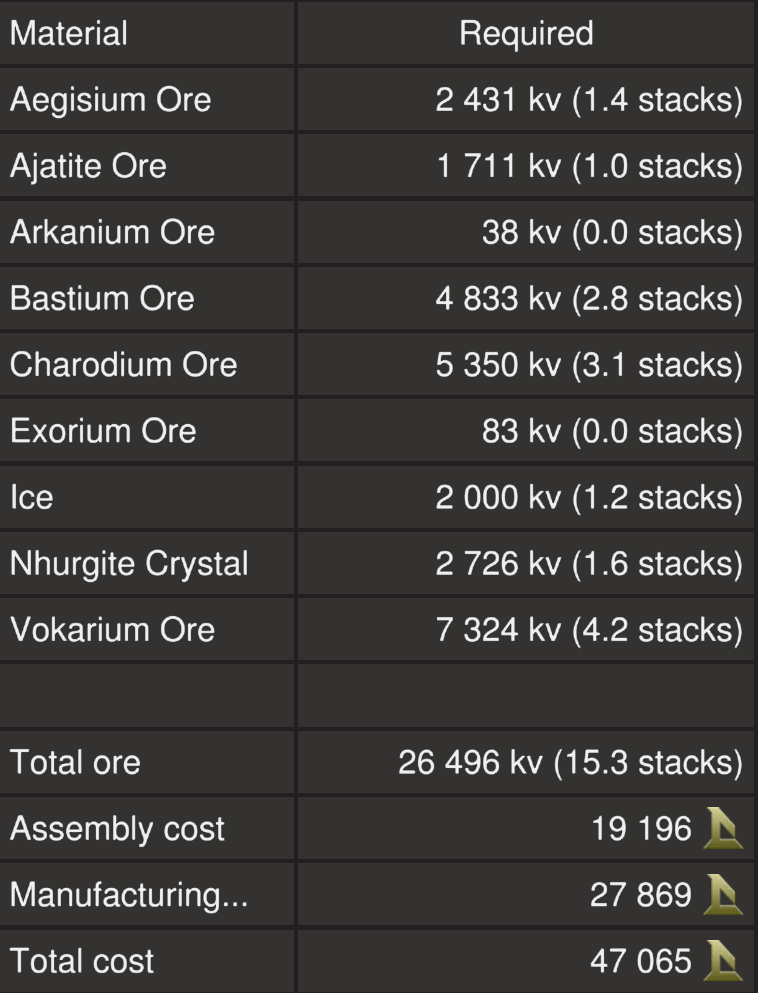 Material Required
Aegisium Ore 2 431 kv (1.4 stacks)
Ajatite Ore 1 711 kv (1.0 stacks)
Arkanium Ore 38 kv (0.0 stacks)
Bastium Ore 4 833 kv (2.8 stacks)
Charodium Ore 5 350 kv (3.1 stacks)
Exorium Ore 83 kv (0.0 stacks)
Ice 2 000 kv (1.2 stacks)
Nhurgite Crystal 2 726 kv (1.6 stacks)
Vokarium Ore 7 324 kv (4.2 stacks)
Total ore 26 496 kv (15.3 stacks)
Assembly cost 19 196
Manufacturing... 27 869
Total cost 47 065